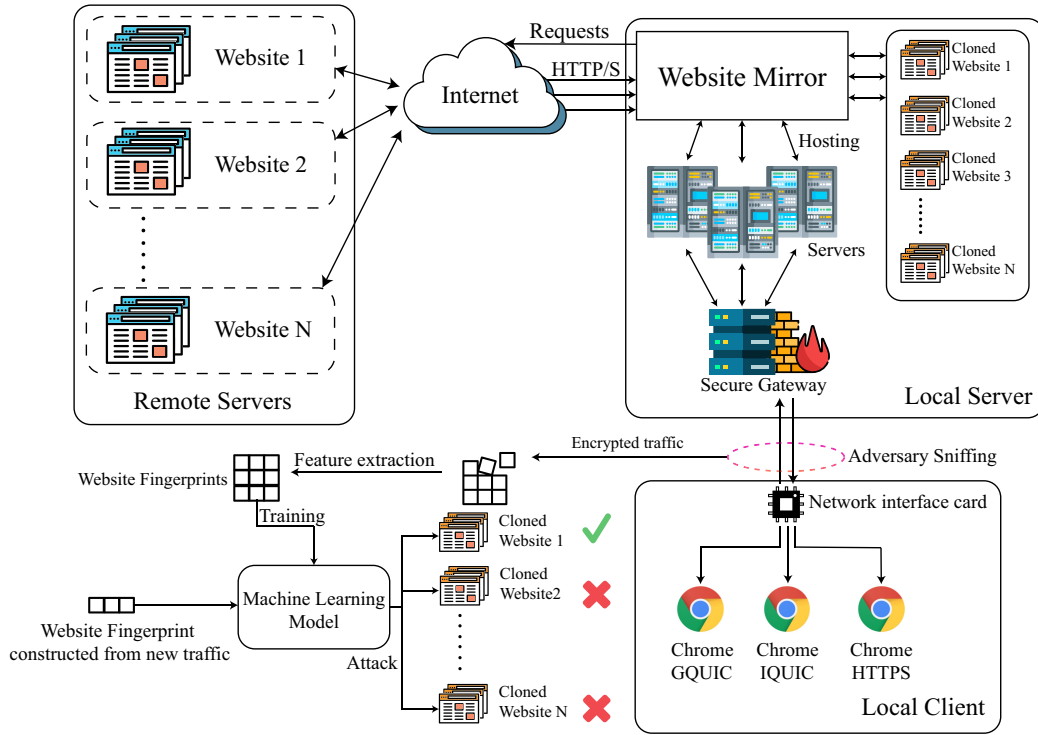 Website 1
Website 2
Website N
Remote Servers
Internet
Requests
HTTP/S
Website Mirror
Hosting
Servers
Secure Gateway
Cloned
Website 1
Cloned
Website 2
Cloned
Website 3
Cloned
Website N
Local Server
Encrypted traffic
Adversary Sniffing
Feature extraction
Website Fingerprints
Training
Machine Learning
Model
Website Fingerprint
constructed from new traffic
Attack
Cloned
Website 1
Cloned
Website2
Cloned
Website N
Network interface card
Chrome
GQUIC
Chrome
IQUIC
Chrome
HTTPS
Local Client